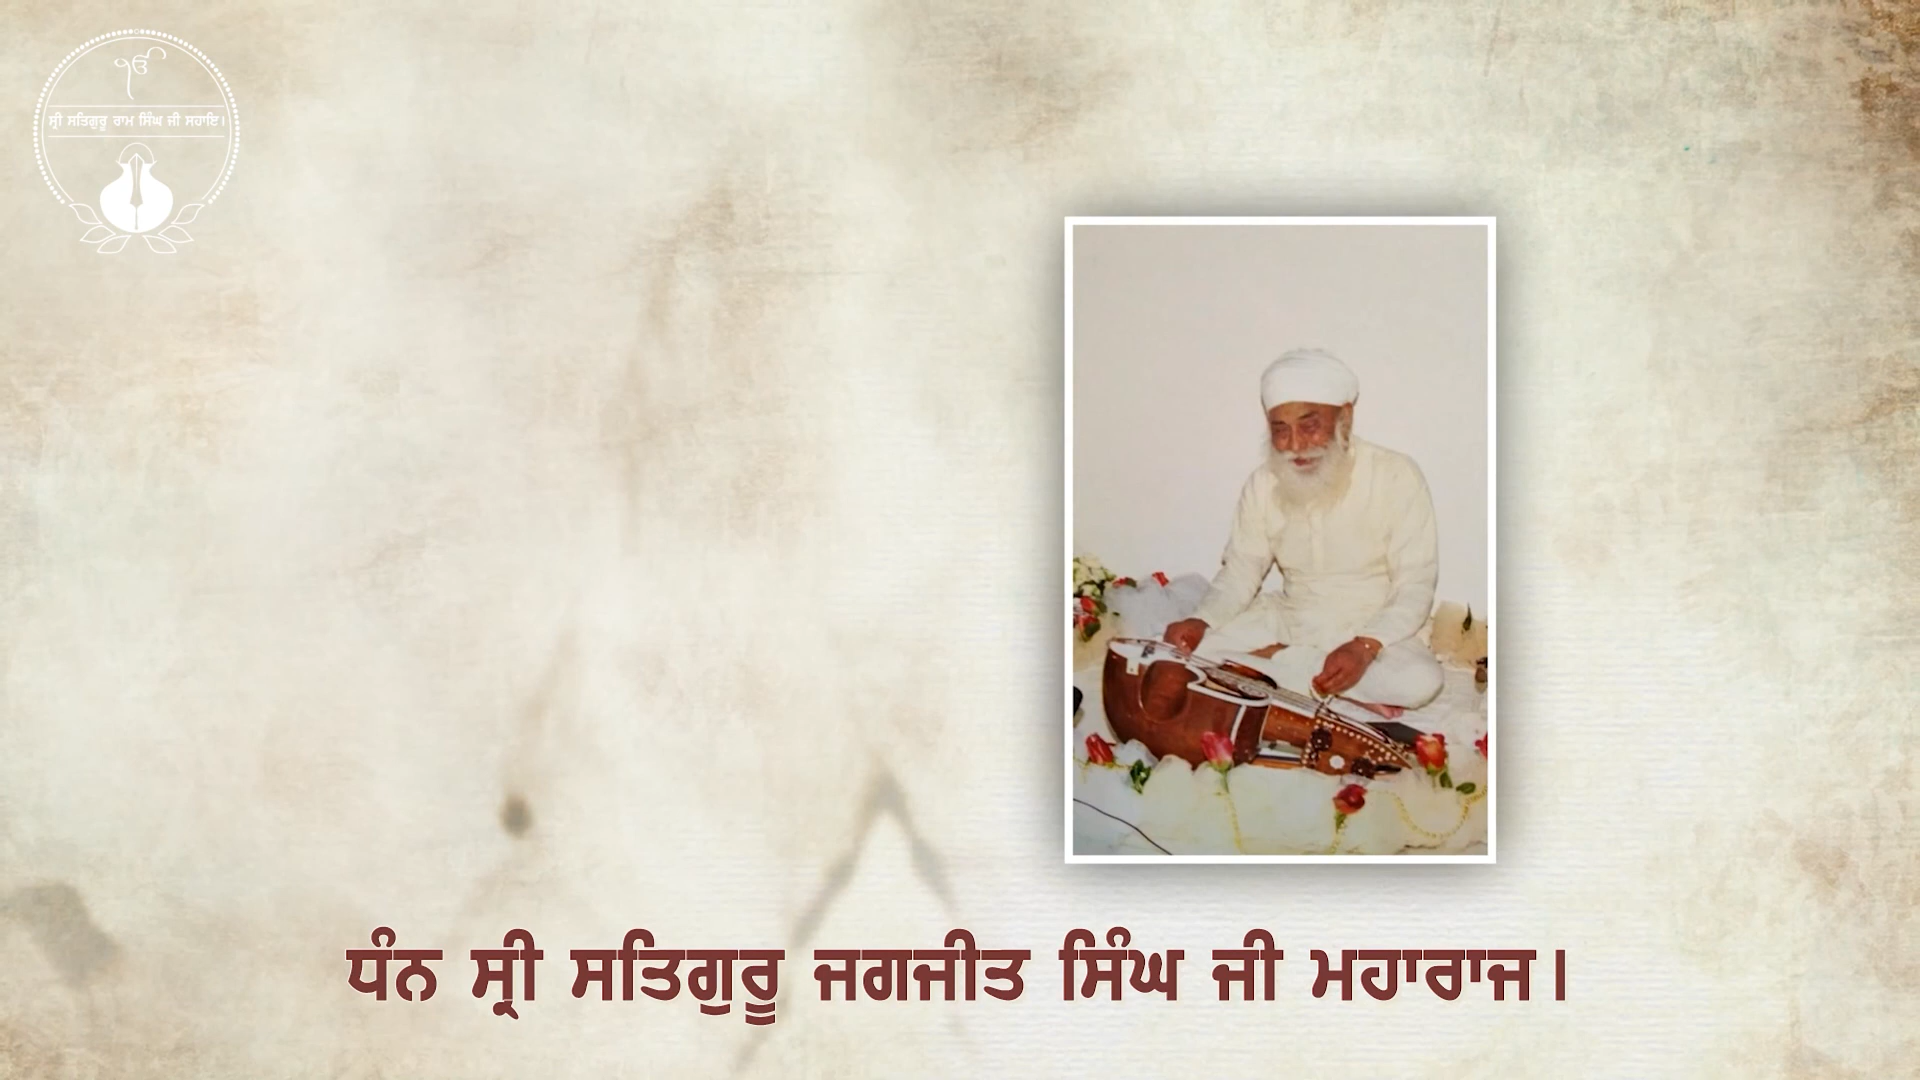 ੴ
ਸ੍ਰੀ ਸਤਿਗੁਰੂ ਰਾਮ ਸਿੰਘ ਜੀ ਸਹਾਇ।
ਧੰਨ ਸ੍ਰੀ ਸਤਿਗੁਰੂ ਜਗਜੀਤ ਸਿੰਘ ਜੀ ਮਹਾਰਾਜ।